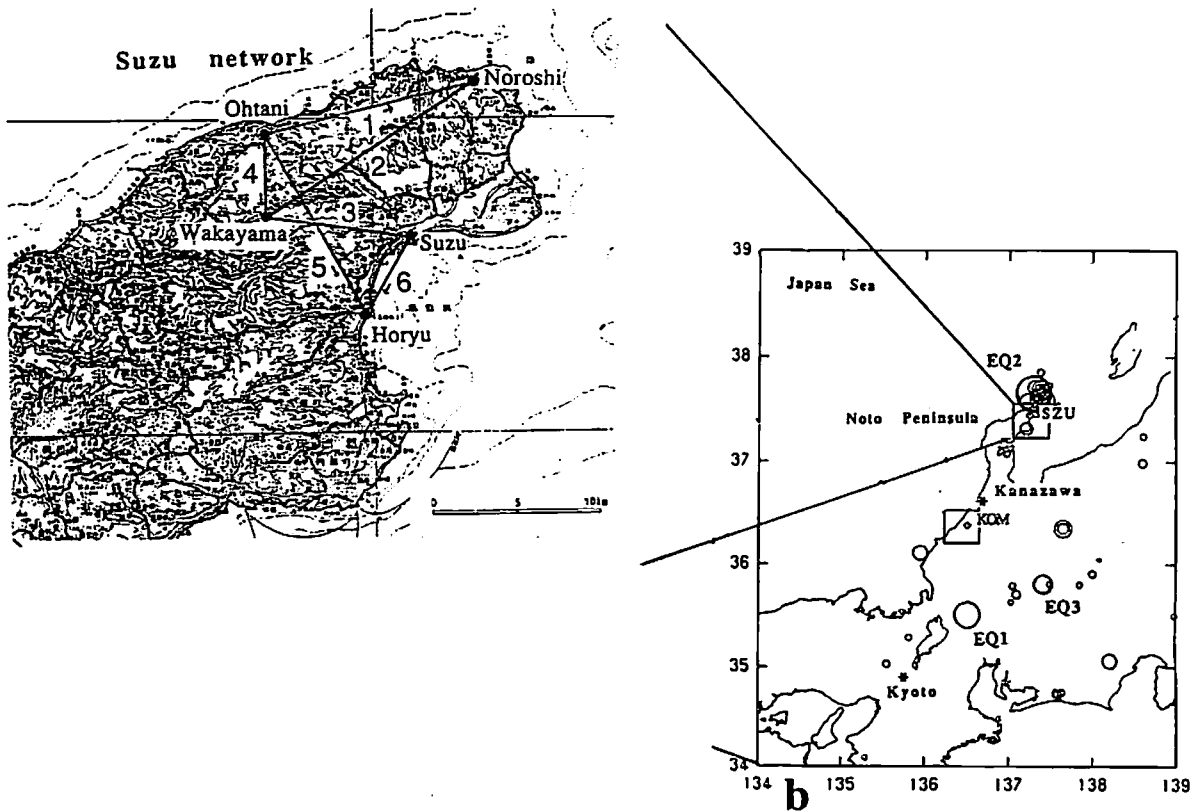 Suzu network
Noroshi
Ohtani
1
2
4
3
Wakayama
Suzu
5
6
Horyu
0 5 10km
39
Japan Sea
38
EQ2
SZU
Noto Peninsula
37
Kanazawa
KOM
36
EQ3
EQ1
35
Kyoto
34
134 135 136 137 138 139
b